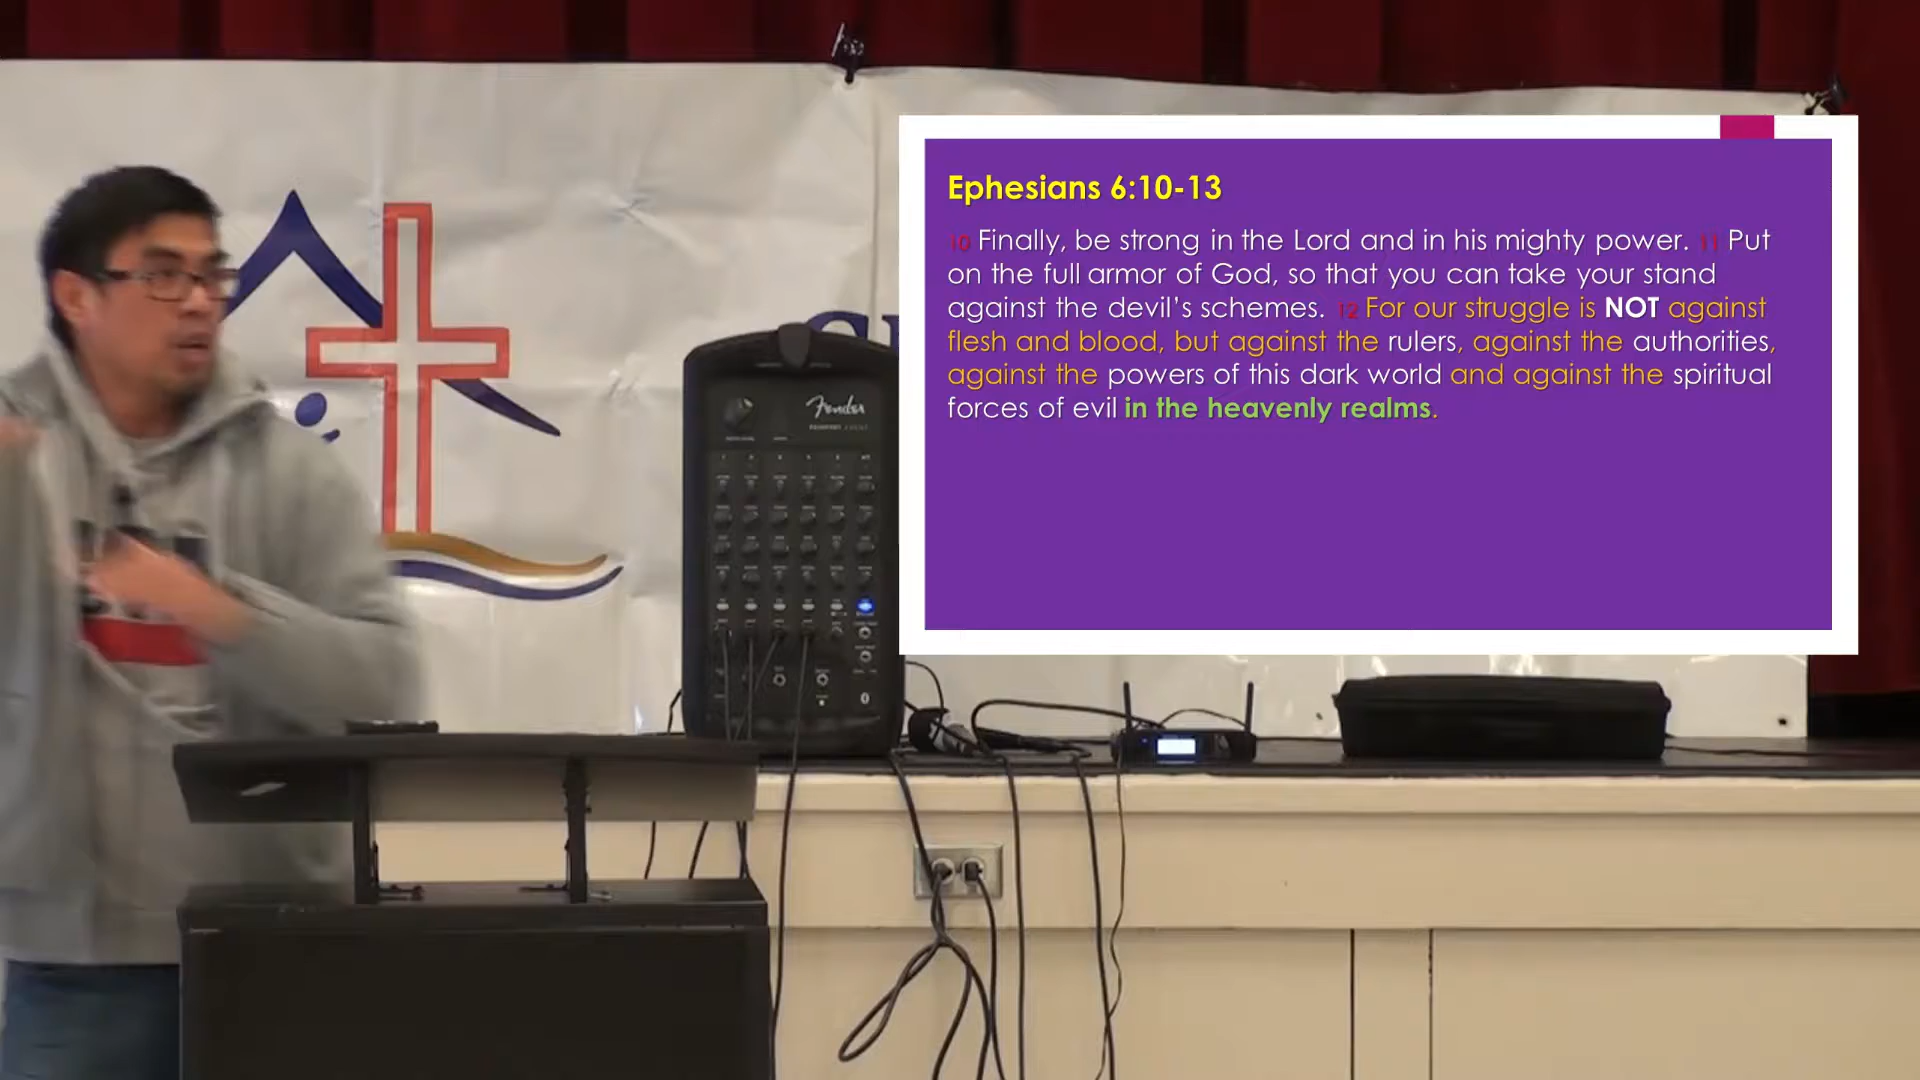 Ephesians 6:10-13
10 Finally, be strong in the Lord and in his mighty power. 11 Put
on the full armor of God, so that you can take your stand
against the devil's schemes. 12 For our struggle is NOT against
flesh and blood, but against the rulers, against the authorities,
against the powers of this dark world and against the spiritual
forces of evil in the heavenly realms.
Fender